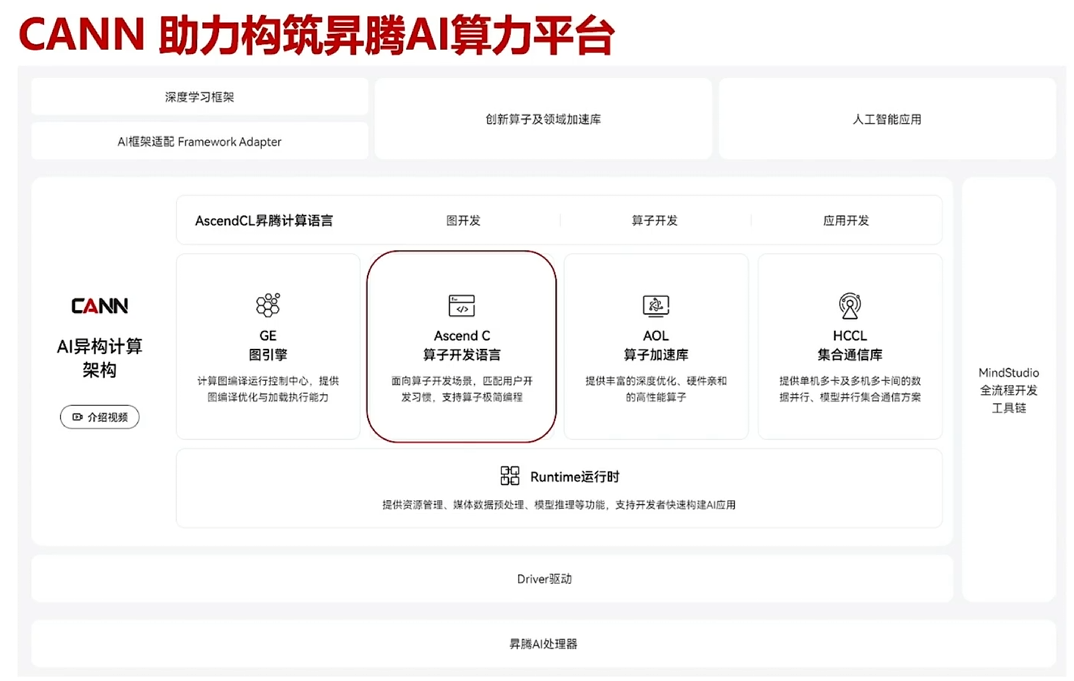 CANN 助力构筑昇腾AI算力平台
深度学习框架
AI框架适配 Framework Adapter
创新算子及领域加速库
人工智能应用
AscendCL昇腾计算语言
图开发
算子开发
应用开发
CANN
AI异构计算
架构
介绍视频
GE
图引擎
计算图编译运行控制中心，提供
图编译优化与加载执行能力
Ascend C
算子开发语言
面向算子开发场景，匹配用户开
发习惯，支持算子极简编程
AOL
算子加速库
提供丰富的深度优化、硬件亲和
的高性能算子
HCCL
集合通信库
提供单机多卡及多机多卡间的数
据并行、模型并行集合通信方案
Runtime运行时
提供资源管理、媒体数据预处理、模型推理等功能，支持开发者快速构建AI应用
MindStudio
全流程开发
工具链
Driver驱动
昇腾AI处理器